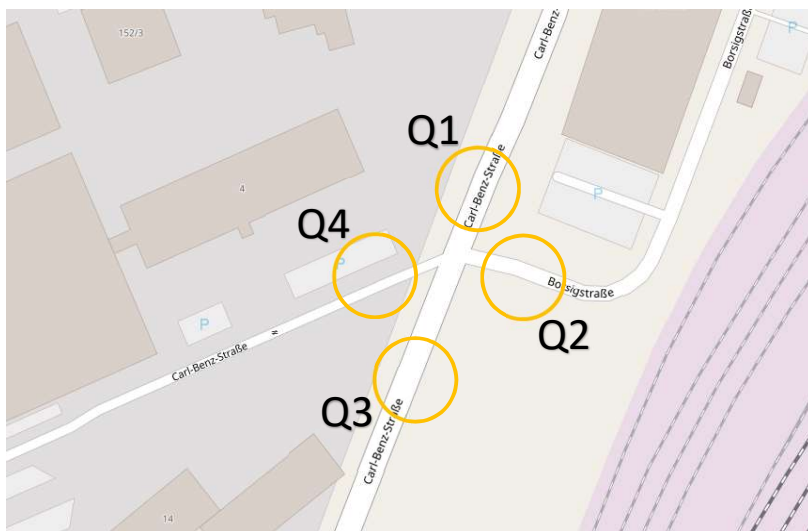 152/3
Carl-Benz-
Borsigstraße
P
Q1
Carl-Benz-Straße
4
P
Q4
P
Borsigstraße
Q2
P
Carl-Benz-Straße
Q3
Carl-Benz-Straße
14